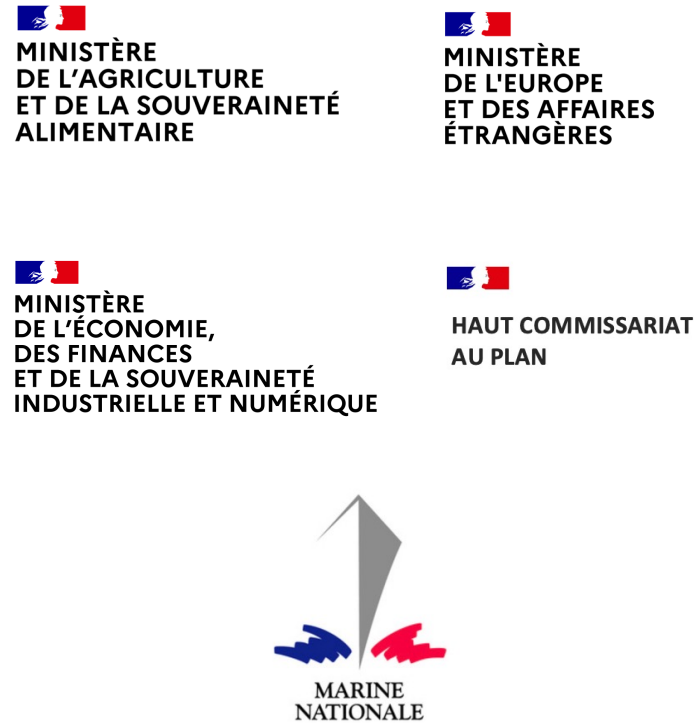 MINISTÈRE
DE L’AGRICULTURE
ET DE LA SOUVERAINETÉ
ALIMENTAIRE
MINISTÈRE
DE L'EUROPE
ET DES AFFAIRES
ÉTRANGÈRES
MINISTÈRE
DE L’ÉCONOMIE,
DES FINANCES
ET DE LA SOUVERAINETÉ
INDUSTRIELLE ET NUMÉRIQUE
HAUT COMMISSARIAT
AU PLAN
MARINE
NATIONALE